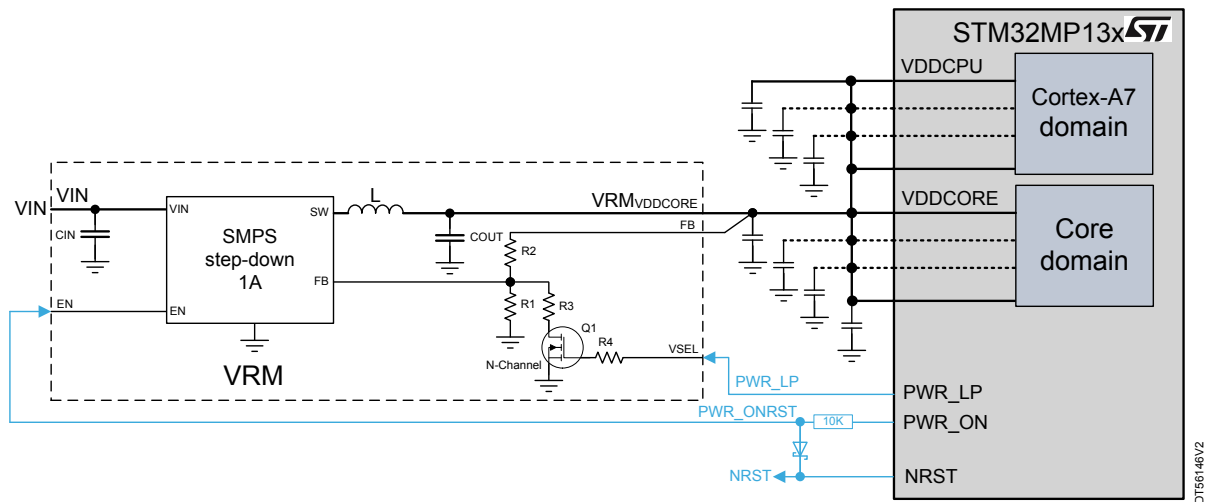 STM32MP13x ST
VDDCPU
Cortex-A7
domain
VDDCORE
Core
domain
VIN
VIN
VIN
CIN
SMPS
step-down
1A
SW
L
VRMVDDCORE
FB
COUT
R2
FB
R1
R3
Q1
N-Channel
R4
VSEL
EN
EN
VRM
PWR_LP
PWR_LP
PWR_ONRST
10K
PWR_ON
NRST
NRST
DT56146V2